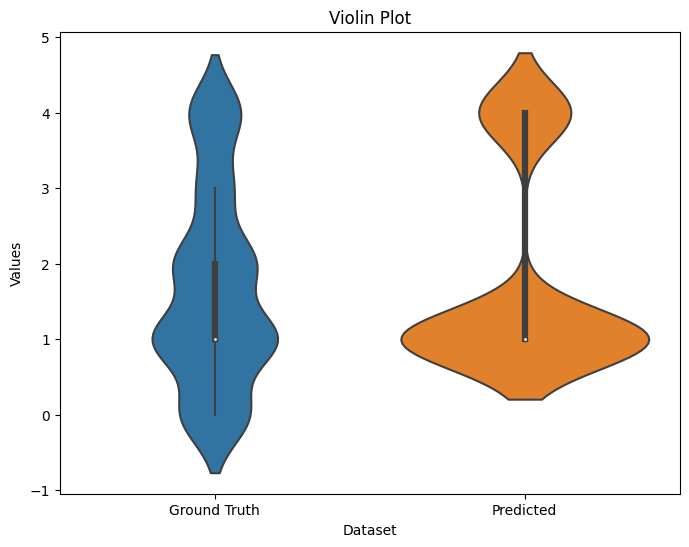 Violin Plot
5
4
3
2
1
0
−1
Values
Ground Truth
Predicted
Dataset